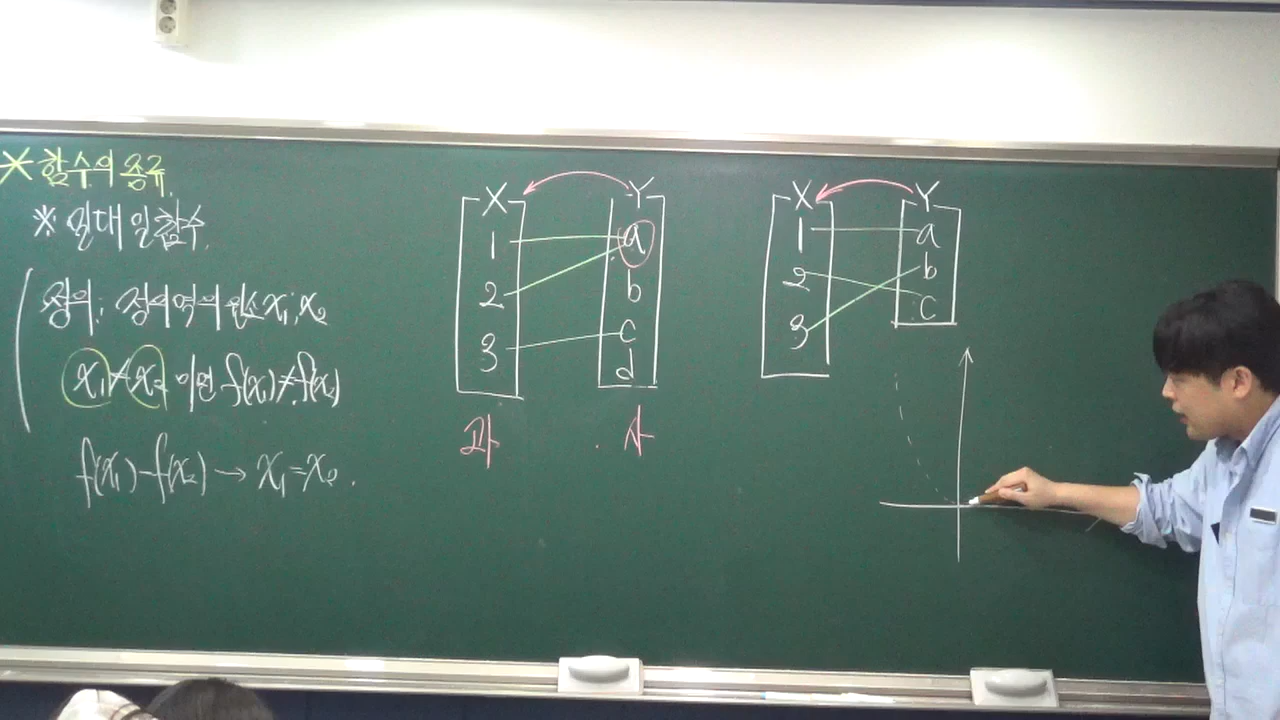 * 함수의 종류.
※ 일대일함수.
정의: 정의역의 원소 x₁, x₂
x₁≠x₂ 이면 f(x₁)≠f(x₂)
f(x₁)=f(x₂) → x₁=x₂.
X Y
1 a
2 b
3 c
d
X Y
1 a
2 b
3 c